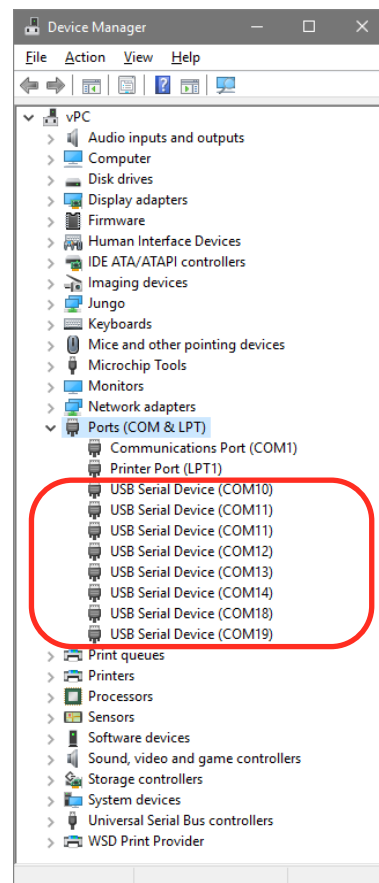 Device Manager
File Action View Help
vPC
Audio inputs and outputs
Computer
Disk drives
Display adapters
Firmware
Human Interface Devices
IDE ATA/ATAPI controllers
Imaging devices
Jungo
Keyboards
Mice and other pointing devices
Microchip Tools
Monitors
Network adapters
Ports (COM & LPT)
Communications Port (COM1)
Printer Port (LPT1)
USB Serial Device (COM10)
USB Serial Device (COM11)
USB Serial Device (COM11)
USB Serial Device (COM12)
USB Serial Device (COM13)
USB Serial Device (COM14)
USB Serial Device (COM18)
USB Serial Device (COM19)
Print queues
Printers
Processors
Sensors
Software devices
Sound, video and game controllers
Storage controllers
System devices
Universal Serial Bus controllers
WSD Print Provider